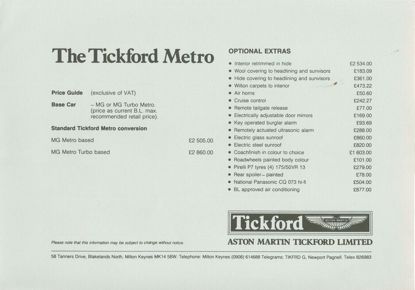 The Tickford Metro
Price Guide (exclusive of VAT)
Base Car – MG or MG Turbo Metro.
(price as current B.L. max.
recommended retail price).
Standard Tickford Metro conversion
MG Metro based £2 505.00
MG Metro Turbo based £2 860.00
OPTIONAL EXTRAS
● Interior retrimmed in hide £2 534.00
● Wool covering to headlining and sunvisors £183.09
● Hide covering to headlining and sunvisors £361.00
● Wilton carpets to interior £473.22
● Air horns £50.60
● Cruise control £242.27
● Remote tailgate release £77.00
● Electrically adjustable door mirrors £169.00
● Key operated burglar alarm £93.69
● Remotely actuated ultrasonic alarm £288.00
● Electric glass sunroof £860.00
● Electric steel sunroof £820.00
● Coachfinish in colour to choice £1 603.00
● Roadwheels painted body colour £101.00
● Pirelli P7 tyres (4) 175/50VR 13 £279.00
● Rear spoiler – painted £78.00
● National Panasonic CQ 073 hi-fi £504.00
● BL approved air conditioning £877.00
Tickford
ASTON MARTIN TICKFORD LIMITED
Please note that this information may be subject to change without notice.
58 Tanners Drive, Blakelands North, Milton Keynes MK14 5BW. Telephone: Milton Keynes (0908) 614688 Telegrams: TIKFRD G, Newport Pagnell. Telex 826983